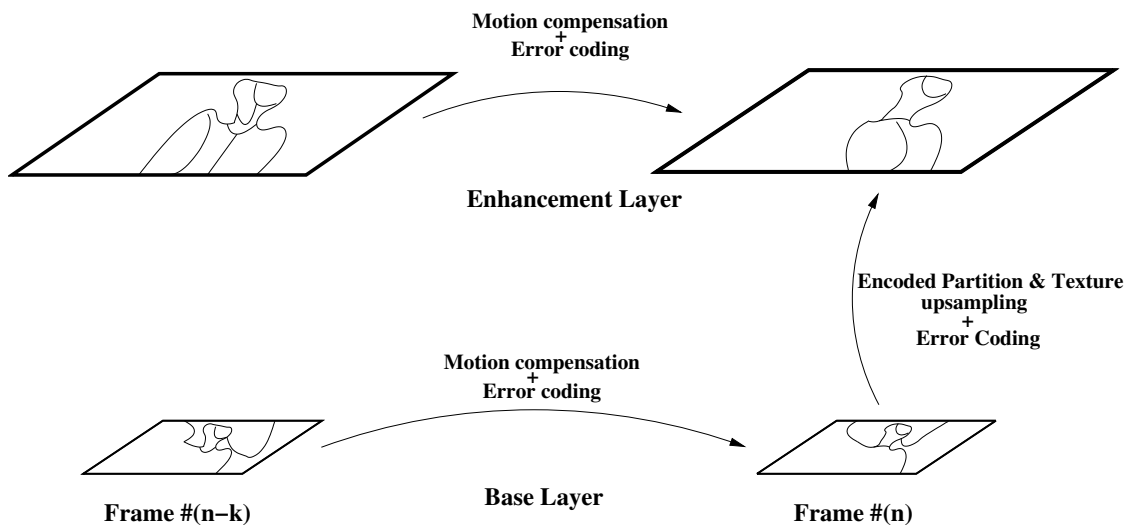 Motion compensation
+
Error coding
Enhancement Layer
Encoded Partition & Texture
upsampling
+
Error Coding
Motion compensation
+
Error coding
Base Layer
Frame #(n−k)
Frame #(n)